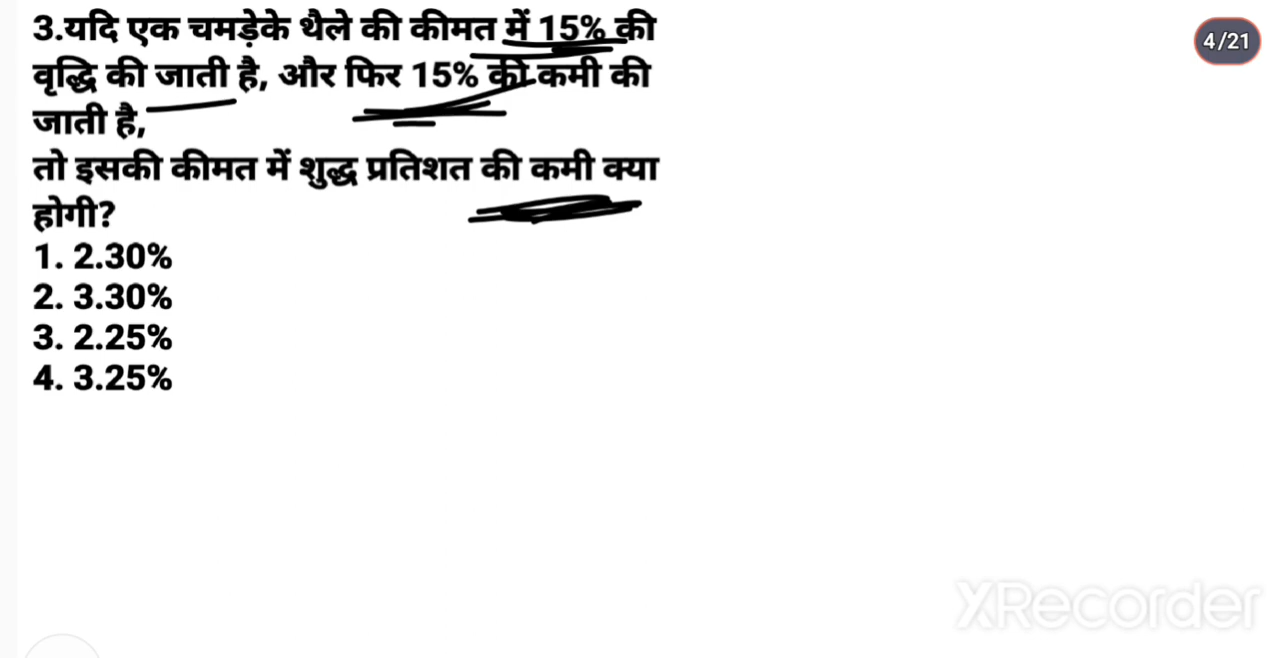 3.यदि एक चमड़ेके थैले की कीमत में 15% की
4/21
वृद्धि की जाती है, और फिर 15% की कमी की
जाती है,
तो इसकी कीमत में शुद्ध प्रतिशत की कमी क्या
होगी?
1. 2.30%
2. 3.30%
3. 2.25%
4. 3.25%
XRecorder